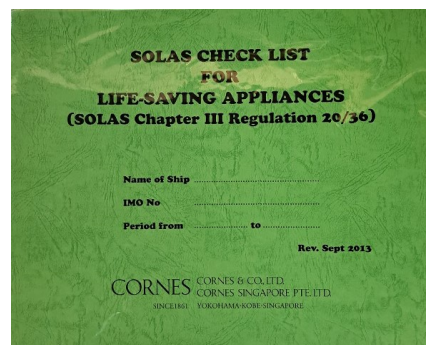 SOLAS CHECK LIST
FOR
LIFE-SAVING APPLIANCES
(SOLAS Chapter III Regulation 20/36)
Name of Ship ........................................
IMO No ........................................
Period from ................. to ..................
Rev. Sept 2013
CORNES CORNES & CO., LTD.
CORNES SINGAPORE PTE. LTD.
SINCE1861 YOKOHAMA·KOBE·SINGAPORE